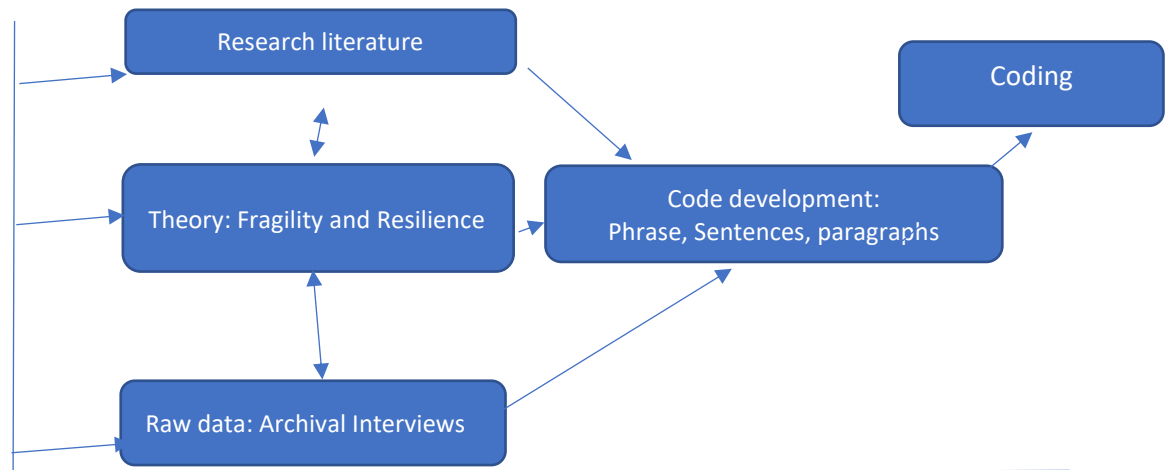 Research literature
Coding
Theory: Fragility and Resilience
Code development:
Phrase, Sentences, paragraphs
Raw data: Archival Interviews